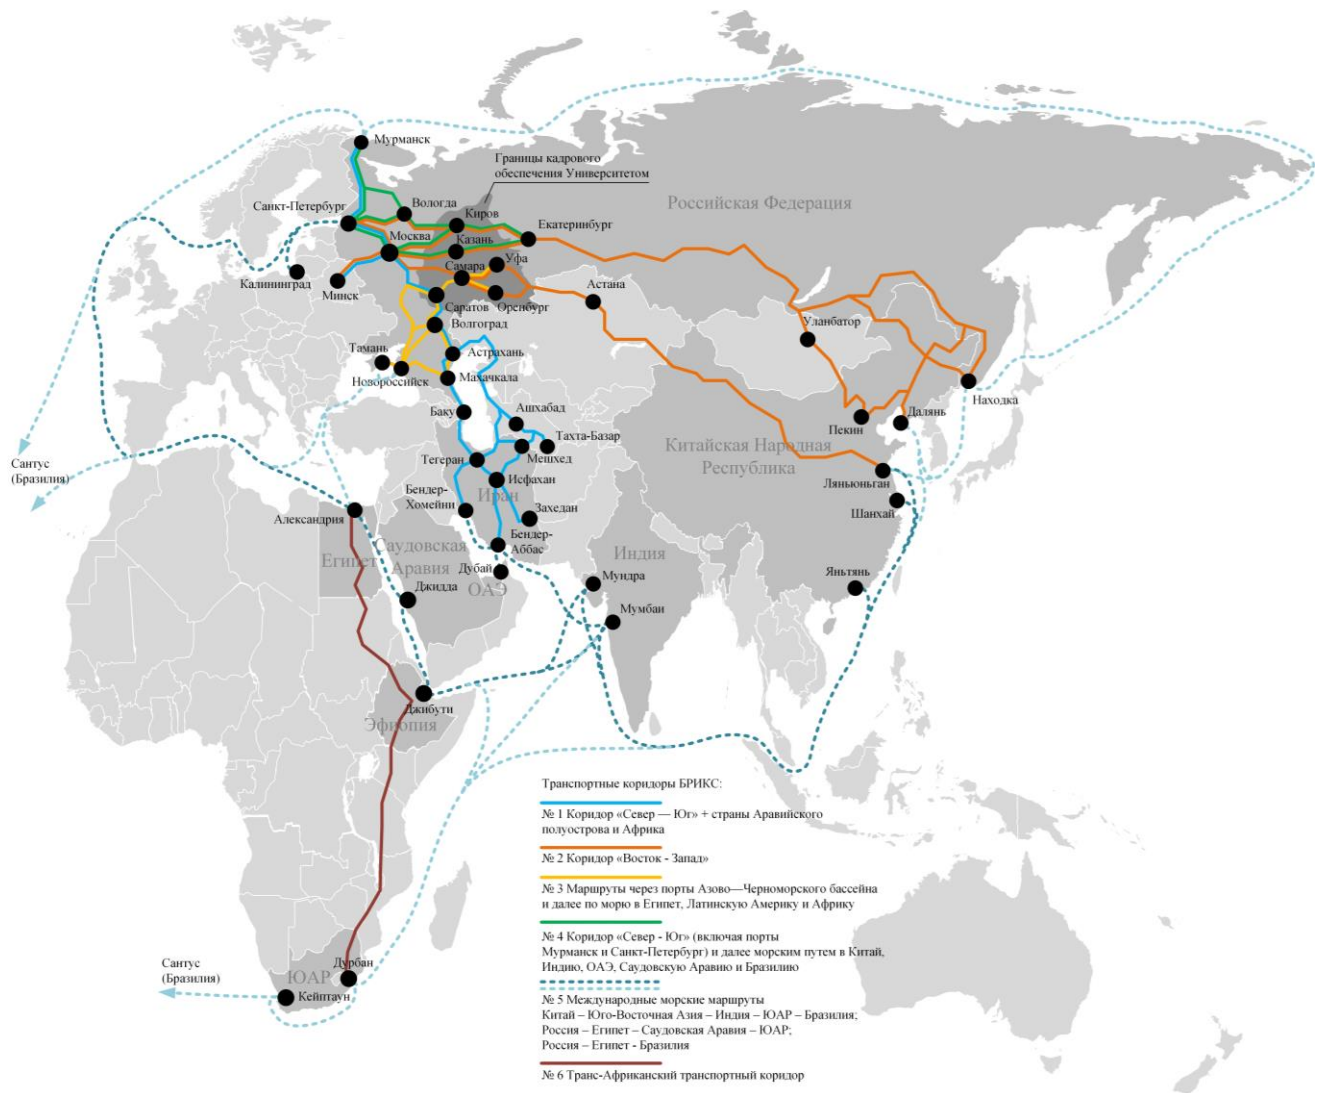 Мурманск
Границы кадрового
обеспечения Университетом
Российская Федерация
Санкт-Петербург
Вологда
Киров
Екатеринбург
Москва
Казань
Уфа
Самара
Калининград
Минск
Астана
Саратов
Оренбург
Уланбатор
Волгоград
Тамань
Астрахань
Новороссийск
Махачкала
Находка
Баку
Ашхабад
Пекин
Далянь
Тахта-Базар
Китайская Народная
Республика
Сантус
(Бразилия)
Тегеран
Мешхед
Исфахан
Ляньюньган
Бендер-
Хомейни
Иран
Захедан
Шанхай
Александрия
Бендер-
Аббас
Египет
Саудовская
Аравия
Индия
Дубай
ОАЭ
Джидда
Мундра
Яньтянь
Мумбаи
Джибути
Эфиопия
Транспортные коридоры БРИКС:
№ 1 Коридор «Север — Юг» + страны Аравийского
полуострова и Африка
№ 2 Коридор «Восток - Запад»
№ 3 Маршруты через порты Азово—Черноморского бассейна
и далее по морю в Египет, Латинскую Америку и Африку
№ 4 Коридор «Север - Юг» (включая порты
Мурманск и Санкт-Петербург) и далее морским путем в Китай,
Индию, ОАЭ, Саудовскую Аравию и Бразилию
№ 5 Международные морские маршруты
Китай – Юго-Восточная Азия – Индия – ЮАР – Бразилия;
Россия – Египет – Саудовская Аравия – ЮАР;
Россия – Египет - Бразилия
№ 6 Транс-Африканский транспортный коридор
Сантус
(Бразилия)
Дурбан
ЮАР
Кейптаун